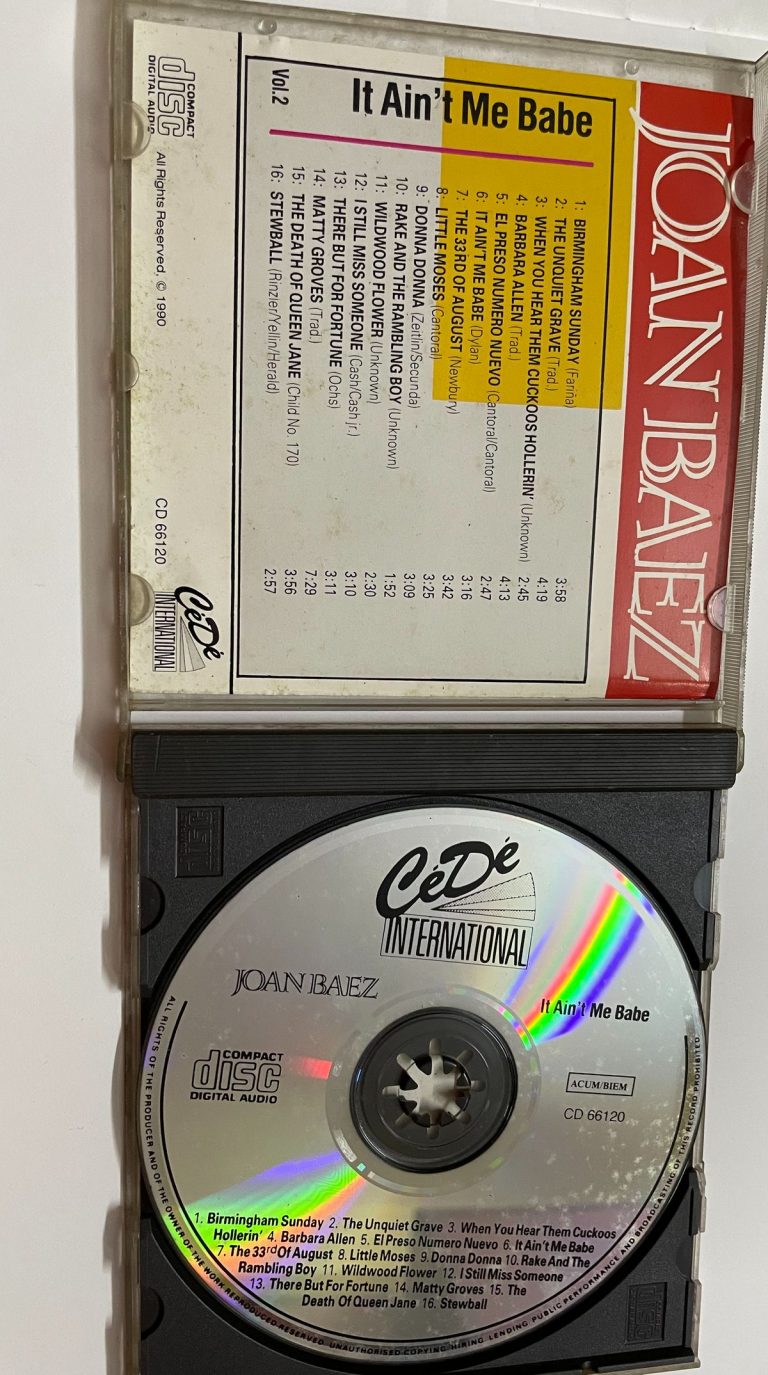 JOAN BAEZ
It Ain't Me Babe
Vol.2
1: BIRMINGHAM SUNDAY (Fariña) 3:58
2: THE UNQUIET GRAVE (Trad.) 4:19
3: WHEN YOU HEAR THEM CUCKOOS HOLLERIN' (Unknown) 2:45
4: BARBARA ALLEN (Trad.) 4:13
5: EL PRESO NUMERO NUEVO (Cantoral/Cantoral) 2:47
6: IT AIN'T ME BABE (Dylan) 3:16
7: THE 33RD OF AUGUST (Newbury) 3:42
8: LITTLE MOSES (Cantoral) 3:25
9: DONNA DONNA (Zeitlin/Secunda) 3:09
10: RAKE AND THE RAMBLING BOY (Unknown) 1:52
11: WILDWOOD FLOWER (Unknown) 2:30
12: I STILL MISS SOMEONE (Cash/Cash jr.) 3:10
13: THERE BUT FOR FORTUNE (Ochs) 3:11
14: MATTY GROVES (Trad.) 7:29
15: THE DEATH OF QUEEN JANE (Child No. 170) 3:56
16: STEWBALL (Rinzler/Yellin/Herald) 2:57
COMPACT
disc
DIGITAL AUDIO
All Rights Reserved. © 1990
CD 66120
CéDé
INTERNATIONAL
CéDé
INTERNATIONAL
JOAN BAEZ
It Ain't Me Babe
COMPACT
disc
DIGITAL AUDIO
ACUM/BIEM
CD 66120
1. Birmingham Sunday 2. The Unquiet Grave 3. When You Hear Them Cuckoos
Hollerin' 4. Barbara Allen 5. El Preso Numero Nuevo 6. It Ain't Me Babe
7. The 33rd Of August 8. Little Moses 9. Donna Donna 10. Rake And The
Rambling Boy 11. Wildwood Flower 12. I Still Miss Someone
13. There But For Fortune 14. Matty Groves 15. The
Death Of Queen Jane 16. Stewball
ALL RIGHTS OF THE PRODUCER AND OF THE OWNER OF THE WORK REPRODUCED RESERVED. UNAUTHORISED COPYING, HIRING, LENDING, PUBLIC PERFORMANCE AND BROADCASTING OF THIS RECORD PROHIBITED